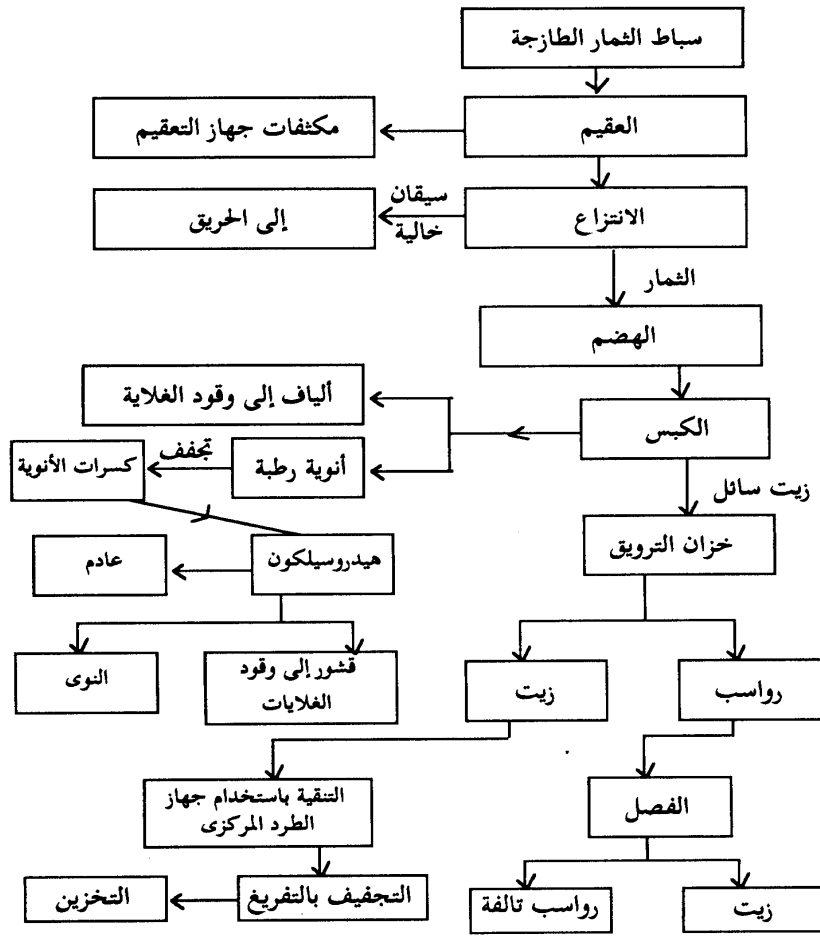 سباط الثمار الطازجة
العقيم
مكثفات جهاز التعقيم
الانتزاع
سيقان
خالية
إلى الحريق
الثمار
الهضم
ألياف إلى وقود الغلاية
الكبس
أنوية رطبة
تجفف
كسرات الأنوية
زيت سائل
خزان الترويق
هيدروسيلكون
عادم
النوى
قشور إلى وقود
الغلايات
زيت
رواسب
التنقية باستخدام جهاز
الطرد المركزى
الفصل
التجفيف بالتفريغ
التخزين
زيت
رواسب تالفة